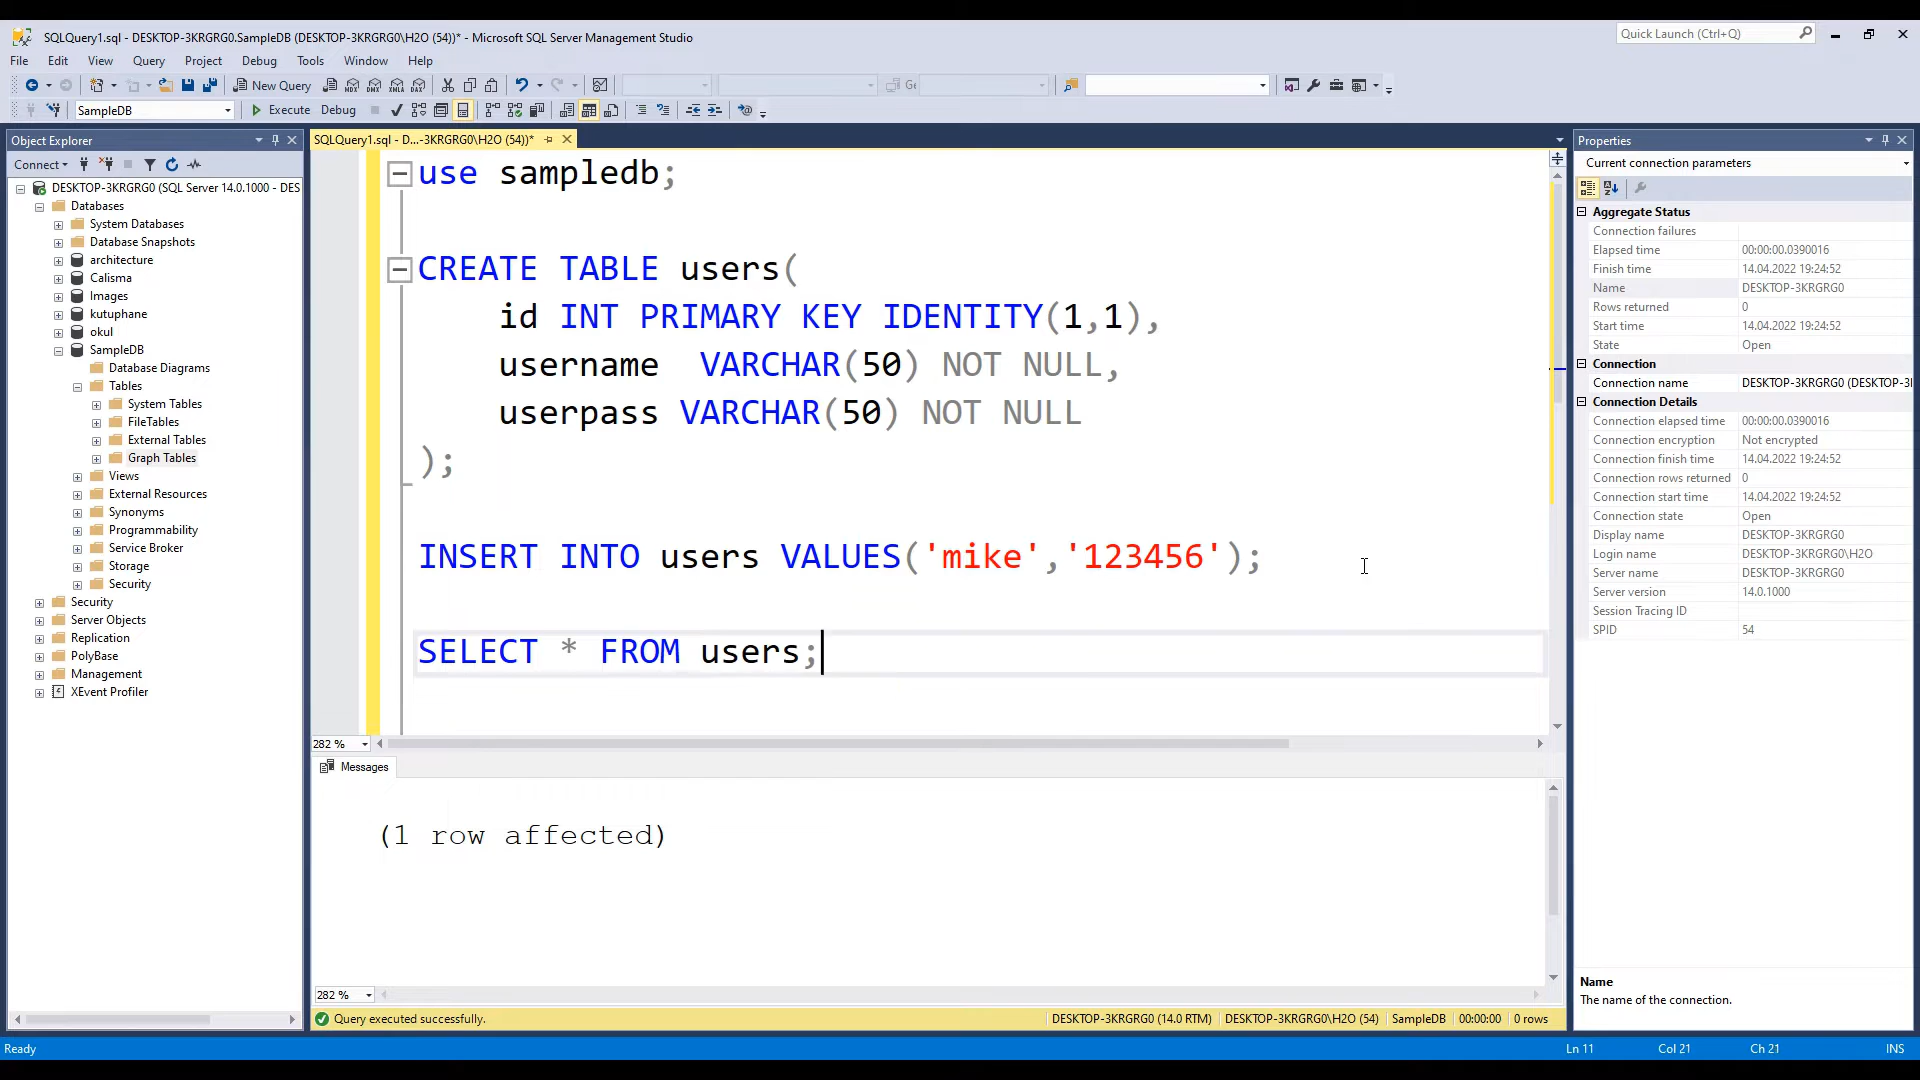 SQLQuery1.sql - DESKTOP-3KRGRG0.SampleDB (DESKTOP-3KRGRG0\H2O (54))* - Microsoft SQL Server Management Studio
Quick Launch (Ctrl+Q)
File Edit View Query Project Debug Tools Window Help
New Query
SampleDB
Execute Debug
Object Explorer
Connect
DESKTOP-3KRGRG0 (SQL Server 14.0.1000 - DES
Databases
System Databases
Database Snapshots
architecture
Calisma
Images
kutuphane
okul
SampleDB
Database Diagrams
Tables
System Tables
FileTables
External Tables
Graph Tables
Views
External Resources
Synonyms
Programmability
Service Broker
Storage
Security
Security
Server Objects
Replication
PolyBase
Management
XEvent Profiler
SQLQuery1.sql - D...-3KRGRG0\H2O (54))*
use sampledb;
CREATE TABLE users(
id INT PRIMARY KEY IDENTITY(1,1),
username VARCHAR(50) NOT NULL,
userpass VARCHAR(50) NOT NULL
);
INSERT INTO users VALUES('mike','123456');
SELECT * FROM users;
282 %
Messages
(1 row affected)
282 %
Query executed successfully.
DESKTOP-3KRGRG0 (14.0 RTM) DESKTOP-3KRGRG0\H2O (54) SampleDB 00:00:00 0 rows
Properties
Current connection parameters
Aggregate Status
Connection failures
Elapsed time 00:00:00.0390016
Finish time 14.04.2022 19:24:52
Name DESKTOP-3KRGRG0
Rows returned 0
Start time 14.04.2022 19:24:52
State Open
Connection
Connection name DESKTOP-3KRGRG0 (DESKTOP-3
Connection Details
Connection elapsed time 00:00:00.0390016
Connection encryption Not encrypted
Connection finish time 14.04.2022 19:24:52
Connection rows returned 0
Connection start time 14.04.2022 19:24:52
Connection state Open
Display name DESKTOP-3KRGRG0
Login name DESKTOP-3KRGRG0\H2O
Server name DESKTOP-3KRGRG0
Server version 14.0.1000
Session Tracing ID
SPID 54
Name
The name of the connection.
Ready
Ln 11 Col 21 Ch 21 INS